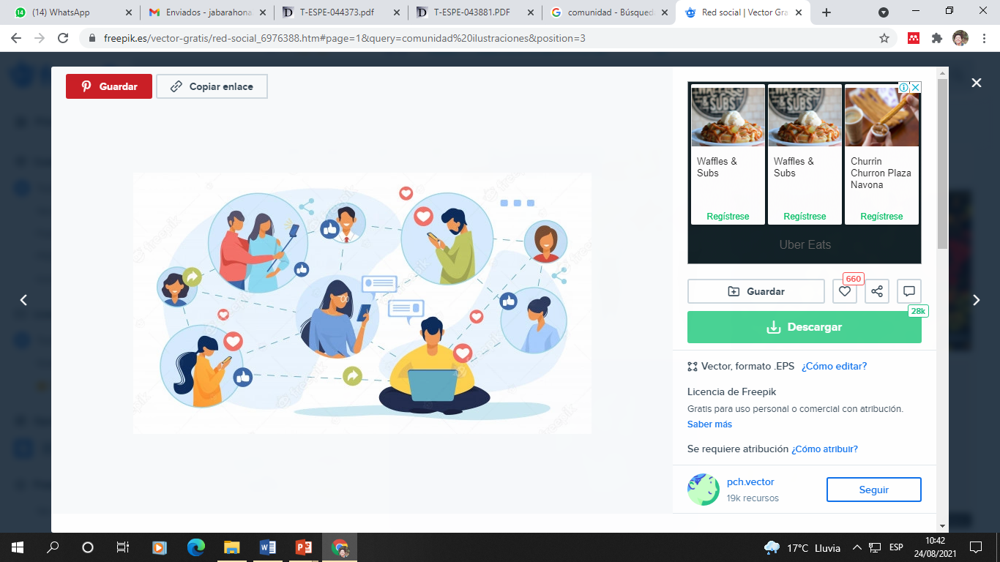 (14) WhatsApp
Enviados - jabarahona
T-ESPE-044373.pdf
T-ESPE-043881.PDF
comunidad - Búsqued
Red social | Vector Gra
freepik.es/vector-gratis/red-social_6976388.htm#page=1&query=comunidad%20ilustraciones&position=3
Guardar
Copiar enlace
& SUBS
& SUBS
Waffles &
Subs
Regístrese
Waffles &
Subs
Regístrese
Churrin
Churron Plaza
Navona
Regístrese
Uber Eats
Guardar
660
28k
Descargar
Vector, formato .EPS ¿Cómo editar?
Licencia de Freepik
Gratis para uso personal o comercial con atribución.
Saber más
Se requiere atribución ¿Cómo atribuir?
pch.vector
19k recursos
Seguir
freepik
17°C Lluvia
ESP
10:42
24/08/2021